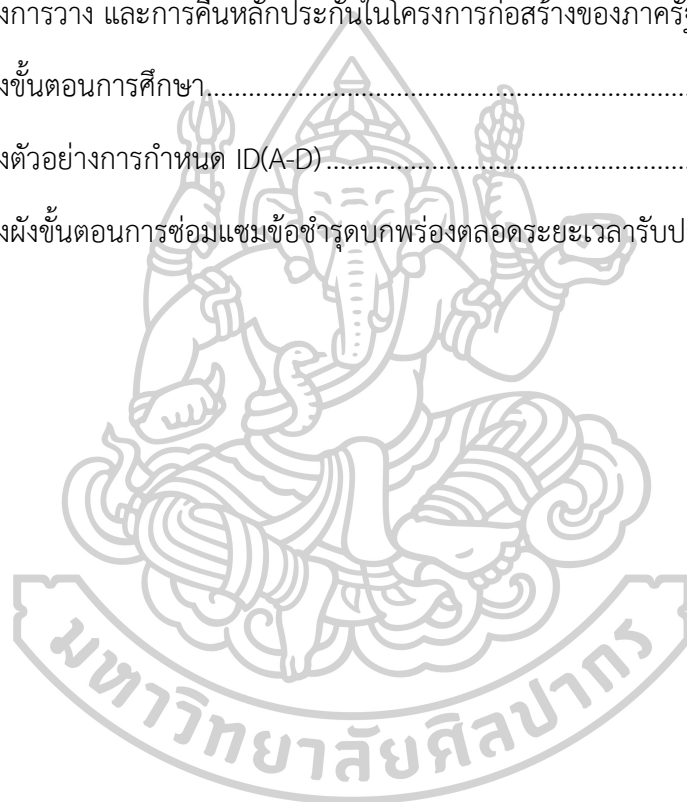 งการวาง และการคืนหลักประกันในโครงการก่อสร้างของภาครัฐ
งขั้นตอนการศึกษา.......................................................................
งตัวอย่างการกำหนด ID(A-D).....................................................
งผังขั้นตอนการซ่อมแซมข้อชำรุดบกพร่องตลอดระยะเวลารับป
มหาวิทยาลัยศิลปากร